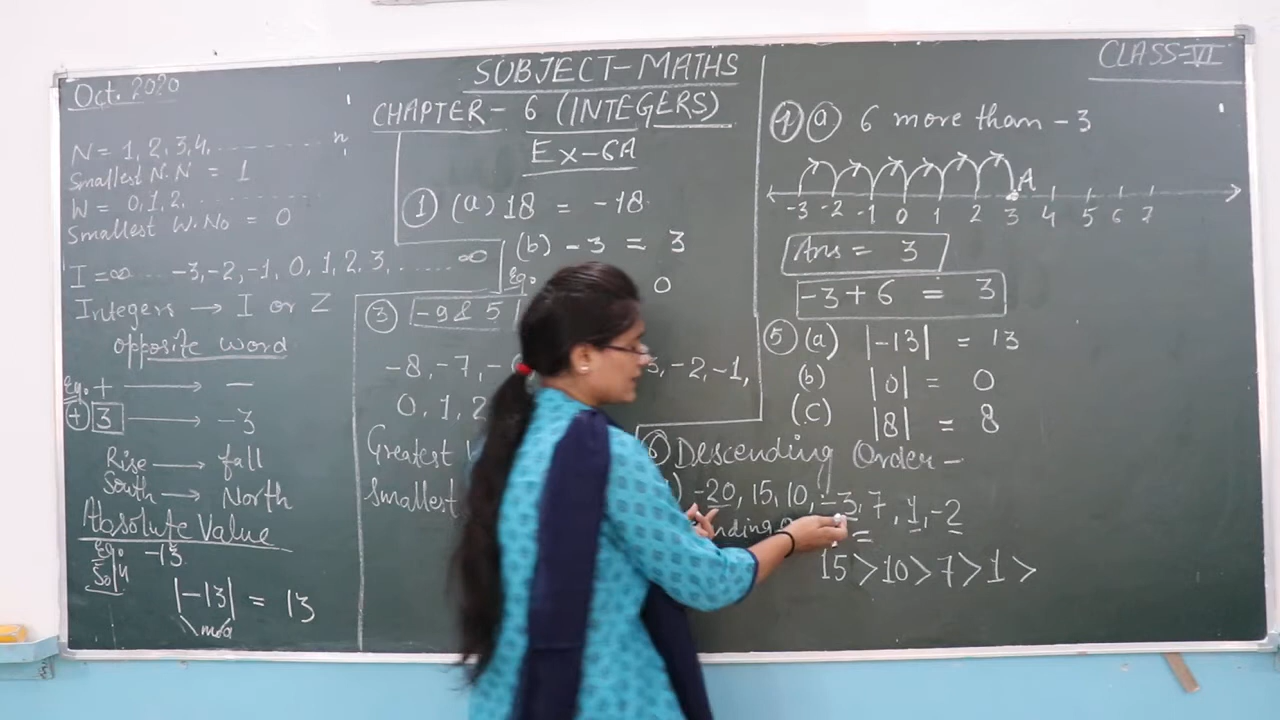 Oct. 2020
SUBJECT-MATHS
CLASS-VI
CHAPTER- 6 (INTEGERS)
EX-6A
N = 1, 2, 3, 4, .......... n,
Smallest N.N = 1
W = 0, 1, 2. ..........
Smallest W.No = 0
I = ∞ ..... -3, -2, -1, 0, 1, 2, 3, ...... ∞
Integers → I or Z
opposite word
Eg. + → -
+ 3 → -3
Rise → fall
South → North
Absolute Value
Eg. -13
Soln
|-13| = 13
mod
① (a) 18 = -18
(b) -3 = 3
Eg. 0
③ -9 & 5
-8, -7, -3, -2, -1,
0, 1, 2
Greatest
Smallest
④ ⓐ 6 more than -3
A
-3 -2 -1 0 1 2 3 4 5 6 7
Ans = 3
-3 + 6 = 3
⑤ (a) |-13| = 13
(b) |0| = 0
(c) |8| = 8
⑥ Descending Order -
-20, 15, 10, -3, 7, 1, -2
15 > 10 > 7 > 1 >